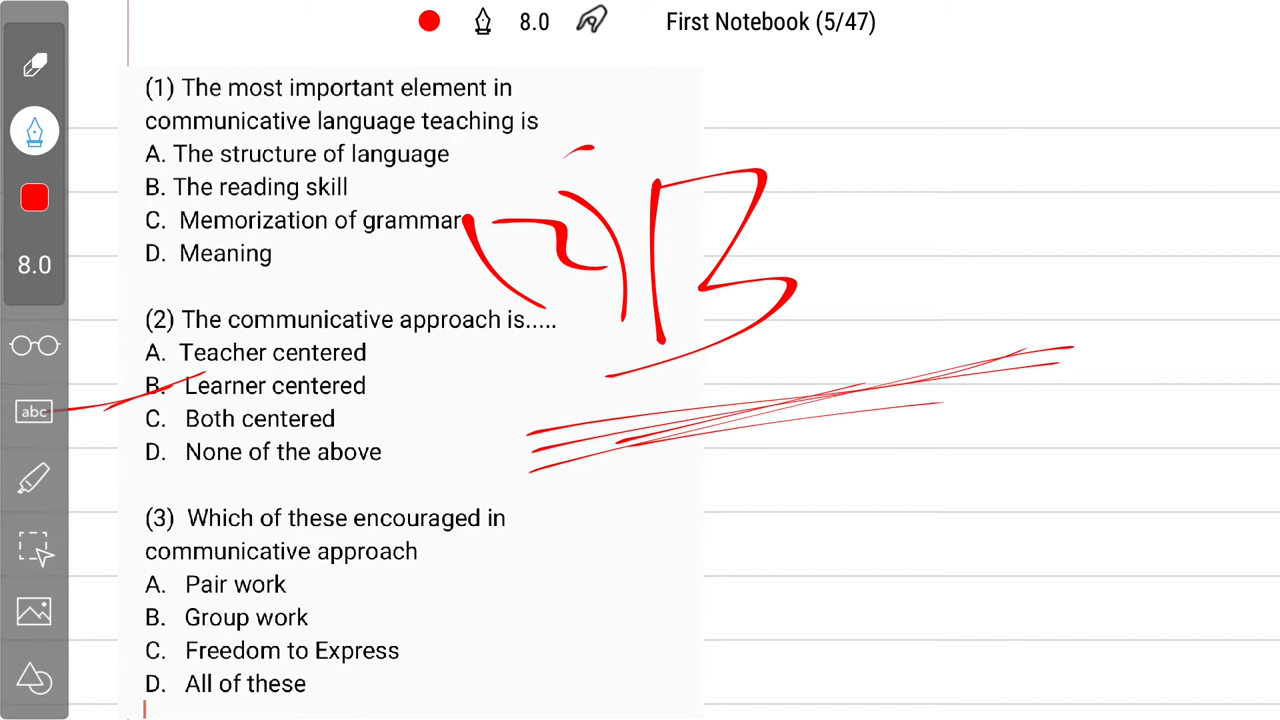 8.0
First Notebook (5/47)
8.0
abc
(1) The most important element in
communicative language teaching is
A. The structure of language
B. The reading skill
C. Memorization of grammar
D. Meaning
(2) B
(2) The communicative approach is.....
A. Teacher centered
B. Learner centered
C. Both centered
D. None of the above
(3) Which of these encouraged in
communicative approach
A. Pair work
B. Group work
C. Freedom to Express
D. All of these